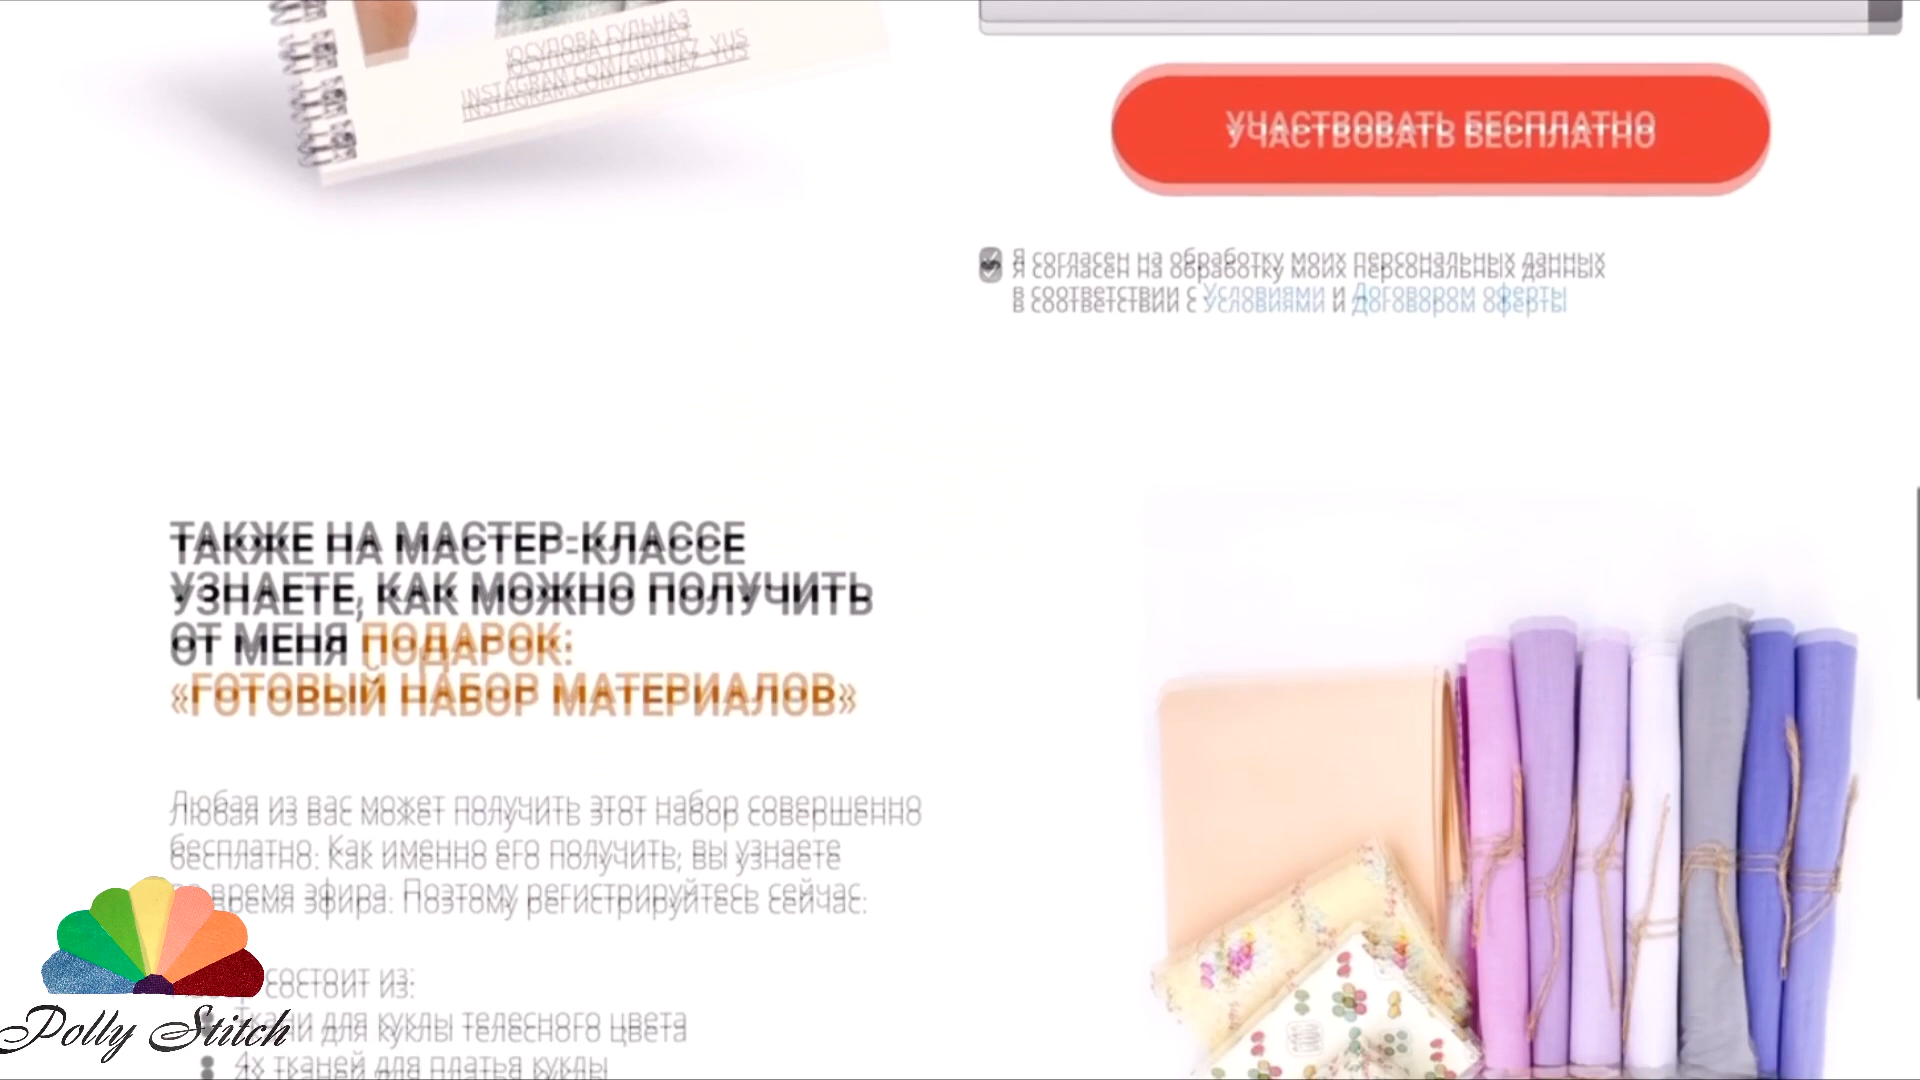 ЮСУПОВА ГУЛЬНАЗ
INSTAGRAM.COM/GULNAZ_YUS
УЧАСТВОВАТЬ БЕСПЛАТНО
Я согласен на обработку моих персональных данных
в соответствии с Условиями и Договором оферты
ТАКЖЕ НА МАСТЕР-КЛАССЕ
УЗНАЕТЕ, КАК МОЖНО ПОЛУЧИТЬ
ОТ МЕНЯ ПОДАРОК:
«ГОТОВЫЙ НАБОР МАТЕРИАЛОВ»
Любая из вас может получить этот набор совершенно
бесплатно. Как именно его получить, вы узнаете
время эфира. Поэтому регистрируйтесь сейчас.
состоит из:
Ткани для куклы телесного цвета
4х тканей для платья куклы
Polly Stitch